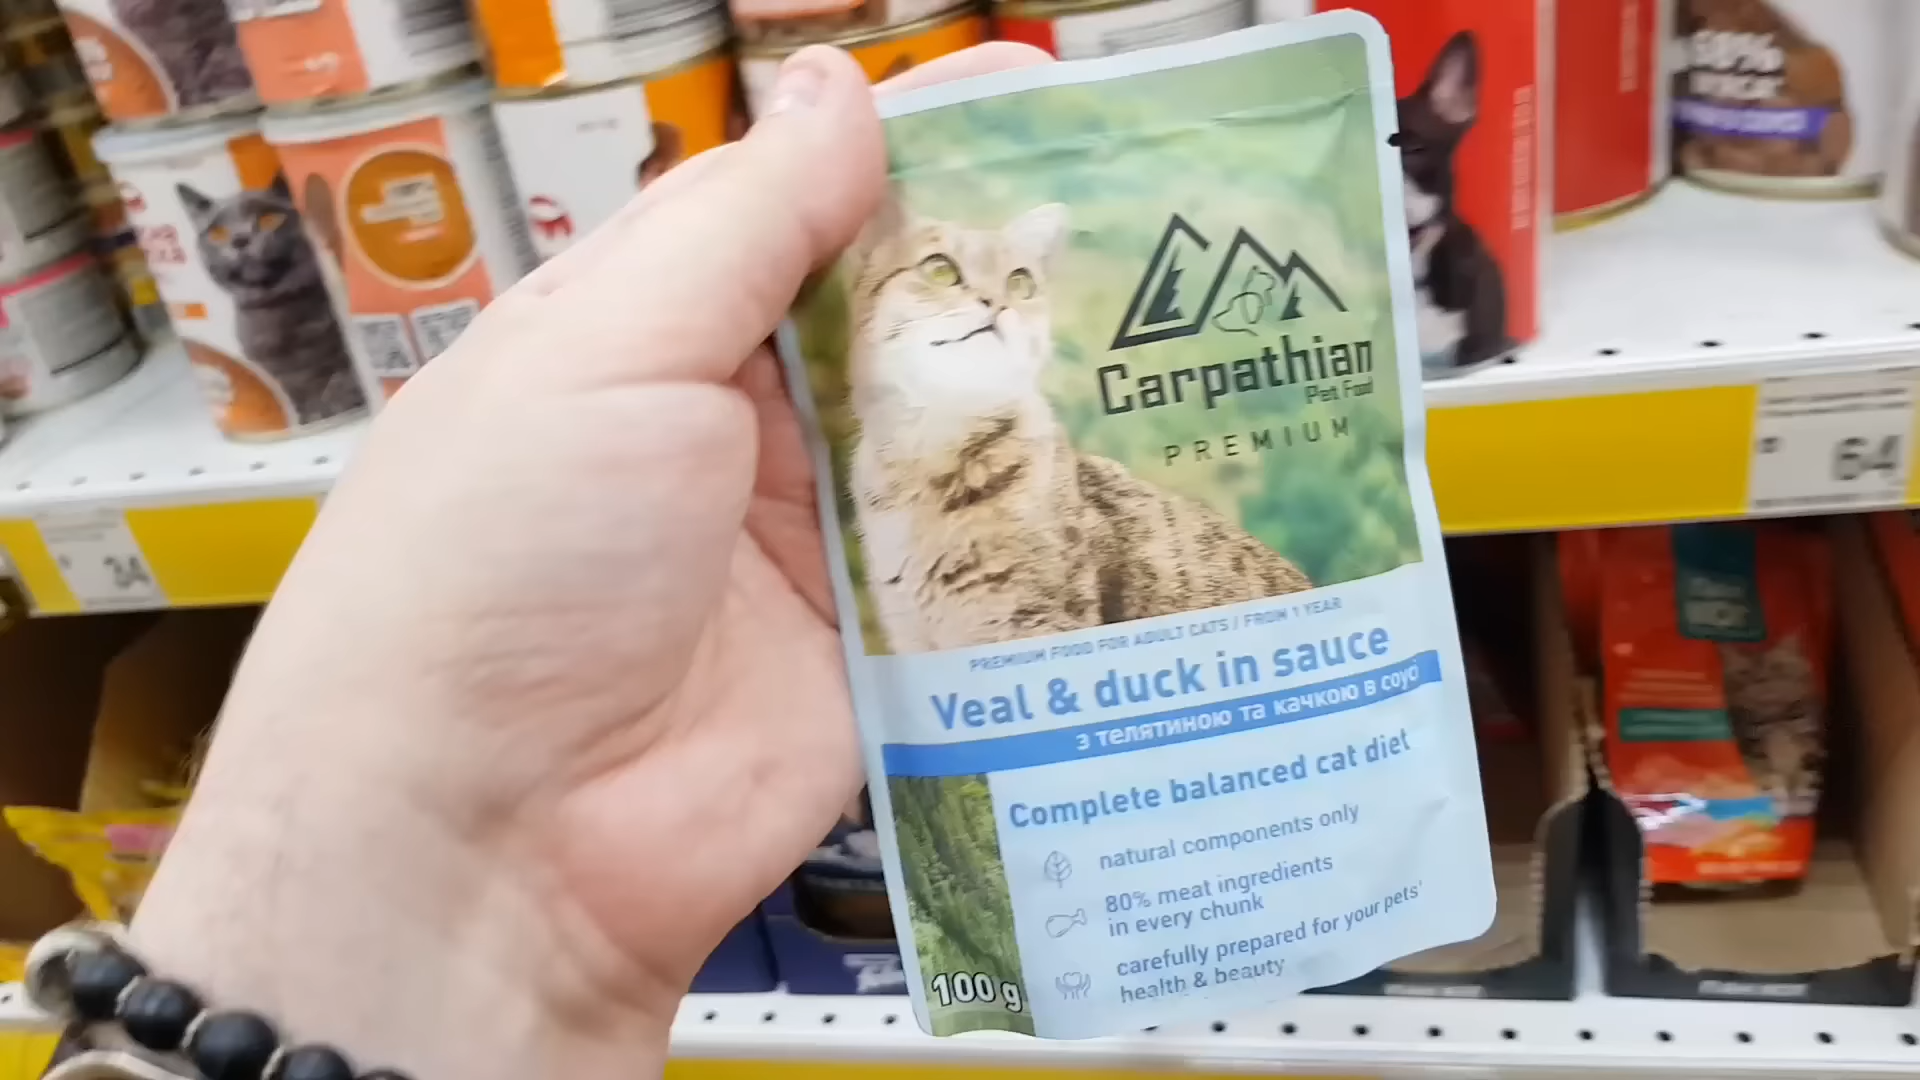 Carpathian
Pet Food
PREMIUM
PREMIUM FOOD FOR ADULT CATS / FROM 1 YEAR
Veal & duck in sauce
з телятиною та качкою в соусі
Complete balanced cat diet
natural components only
80% meat ingredients
in every chunk
carefully prepared for your pets'
health & beauty
100 g
64
34